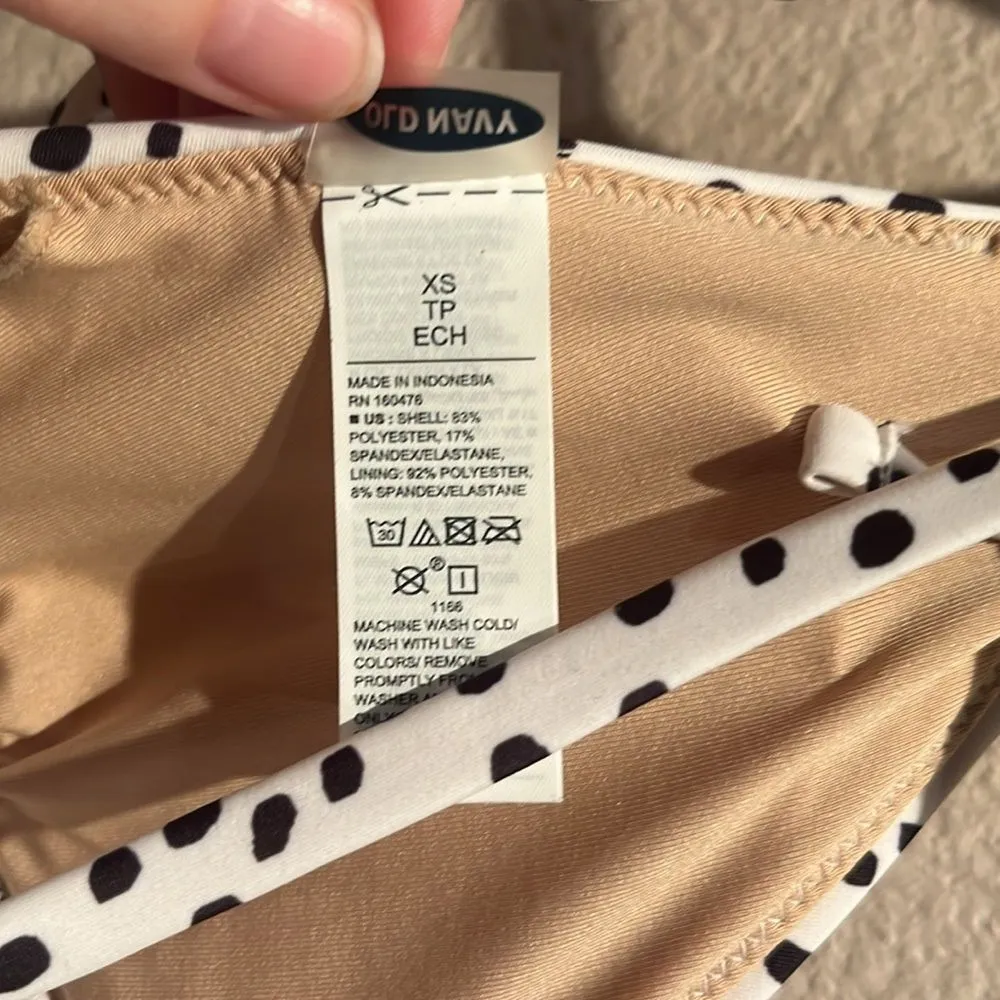 OLD NAVY
XS
TP
ECH
MADE IN INDONESIA
RN 160476
■ US : SHELL: 83%
POLYESTER, 17%
SPANDEX/ELASTANE,
LINING: 92% POLYESTER,
8% SPANDEX/ELASTANE
30
®
I
1166
MACHINE WASH COLD/
WASH WITH LIKE
COLORS/ REMOVE
PROMPTLY
WASHER